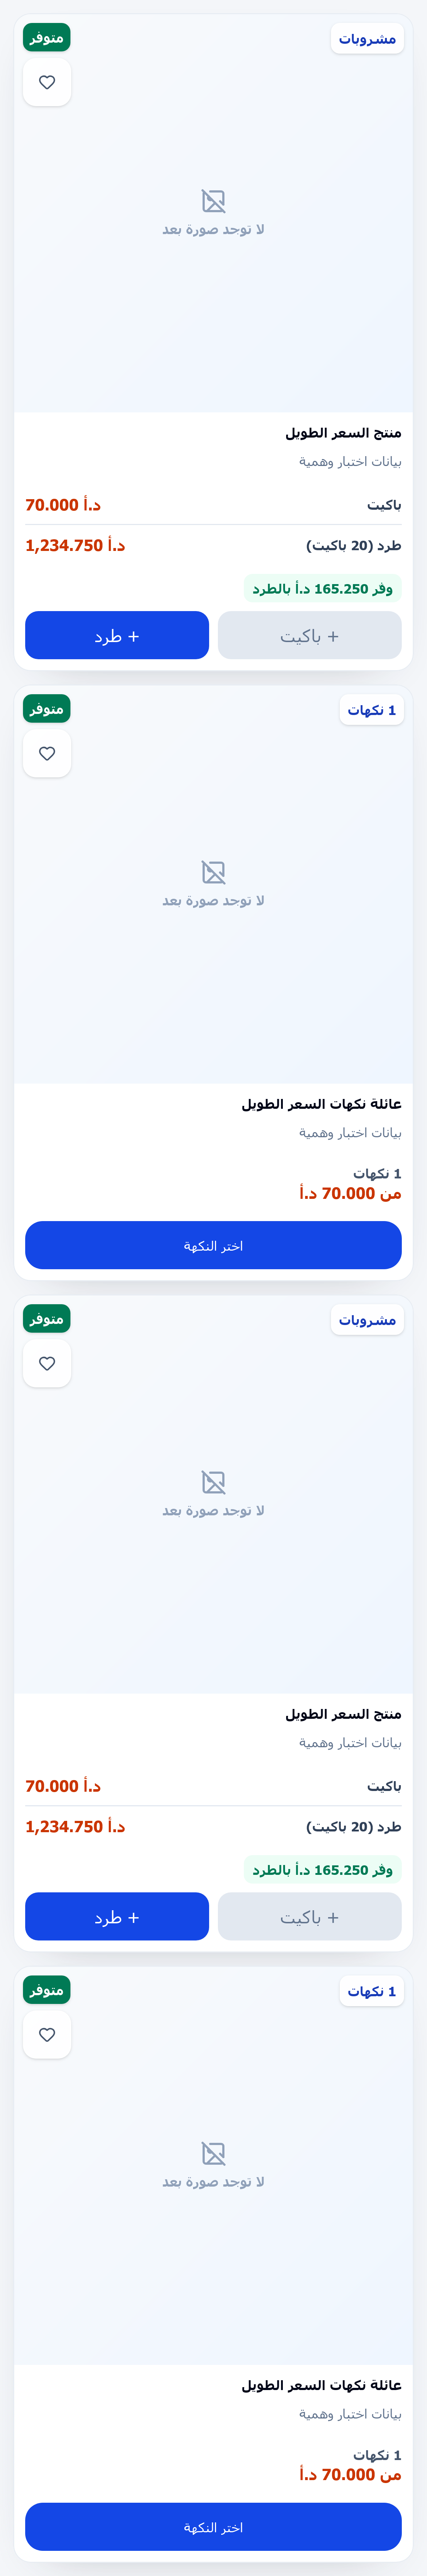 مشروبات
متوفر
لا توجد صورة بعد
منتج السعر الطويل
بيانات اختبار وهمية
باكيت 70.000 د.أ
طرد (20 باكيت) 1,234.750 د.أ
وفر 165.250 د.أ بالطرد
+ باكيت
+ طرد
1 نكهات
متوفر
لا توجد صورة بعد
عائلة نكهات السعر الطويل
بيانات اختبار وهمية
1 نكهات
من 70.000 د.أ
اختر النكهة
مشروبات
متوفر
لا توجد صورة بعد
منتج السعر الطويل
بيانات اختبار وهمية
باكيت 70.000 د.أ
طرد (20 باكيت) 1,234.750 د.أ
وفر 165.250 د.أ بالطرد
+ باكيت
+ طرد
1 نكهات
متوفر
لا توجد صورة بعد
عائلة نكهات السعر الطويل
بيانات اختبار وهمية
1 نكهات
من 70.000 د.أ
اختر النكهة